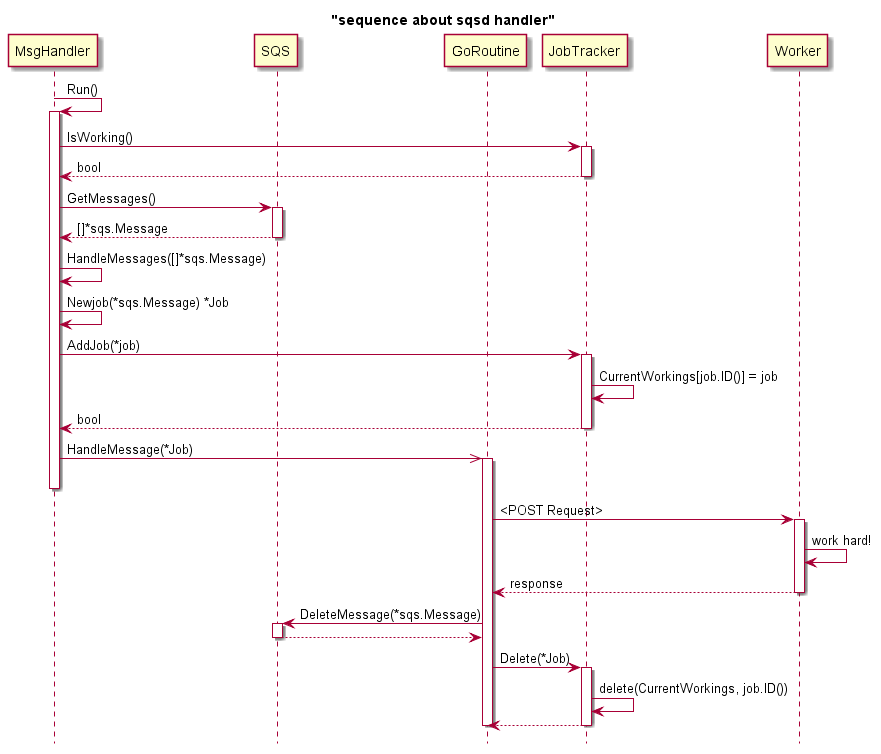 "sequence about sqsd handler"
MsgHandler
SQS
GoRoutine
JobTracker
Worker
Run()
IsWorking()
bool
GetMessages()
[]*sqs.Message
HandleMessages([]*sqs.Message)
Newjob(*sqs.Message) *Job
AddJob(*job)
CurrentWorkings[job.ID()] = job
bool
HandleMessage(*Job)
<POST Request>
work hard!
response
DeleteMessage(*sqs.Message)
Delete(*Job)
delete(CurrentWorkings, job.ID())